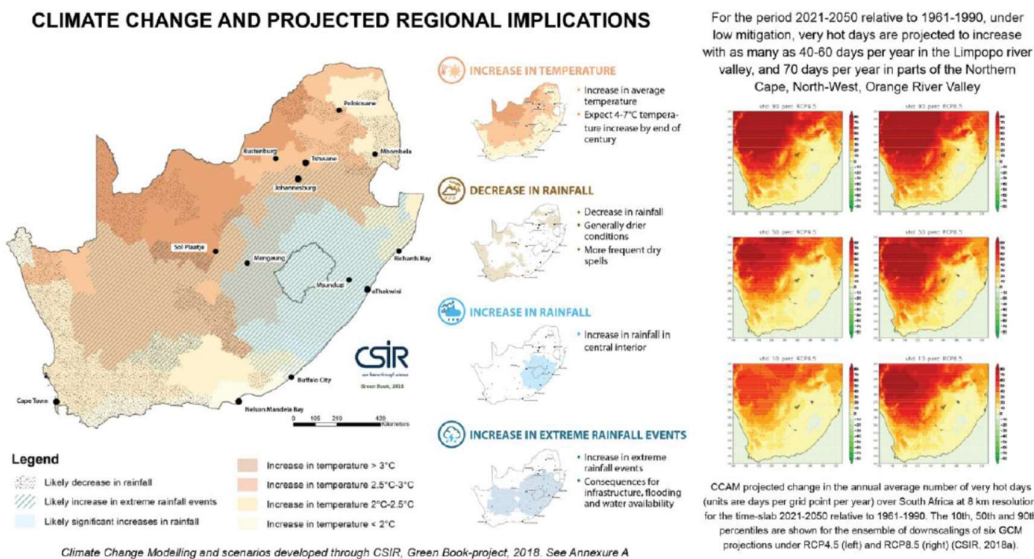 CLIMATE CHANGE AND PROJECTED REGIONAL IMPLICATIONS
Polokwane
Rustenburg
Tshwane
Mbombela
Johannesburg
Sol Plaatje
Mangaung
Richards Bay
Msunduzi
eThekwini
CSIR
Green Book, 2018
Buffalo City
Cape Town
Nelson Mandela Bay
Kilometers
Legend
Likely decrease in rainfall
Likely increase in extreme rainfall events
Likely significant increases in rainfall
Increase in temperature > 3°C
Increase in temperature 2.5°C-3°C
Increase in temperature 2°C-2.5°C
Increase in temperature < 2°C
INCREASE IN TEMPERATURE
• Increase in average
temperature
• Expect 4-7°C tempera-
ture increase by end of
century
DECREASE IN RAINFALL
• Decrease in rainfall
• Generally drier
conditions
• More frequent dry
spells
INCREASE IN RAINFALL
• Increase in rainfall in
central interior
INCREASE IN EXTREME RAINFALL EVENTS
• Increase in extreme
rainfall events
• Consequences for
infrastructure, flooding
and water availability
For the period 2021-2050 relative to 1961-1990, under
low mitigation, very hot days are projected to increase
with as many as 40-60 days per year in the Limpopo river
valley, and 70 days per year in parts of the Northern
Cape, North-West, Orange River Valley
CCAM projected change in the annual average number of very hot days
(units are days per grid point per year) over South Africa at 8 km resolution
for the time-slab 2021-2050 relative to 1961-1990. The 10th, 50th and 90th
percentiles are shown for the ensemble of downscalings of six GCM
projections under RCP4.5 (left) and RCP8.5 (right) (CSIR, 2018a).
Climate Change Modelling and scenarios developed through CSIR, Green Book-project, 2018. See Annexure A